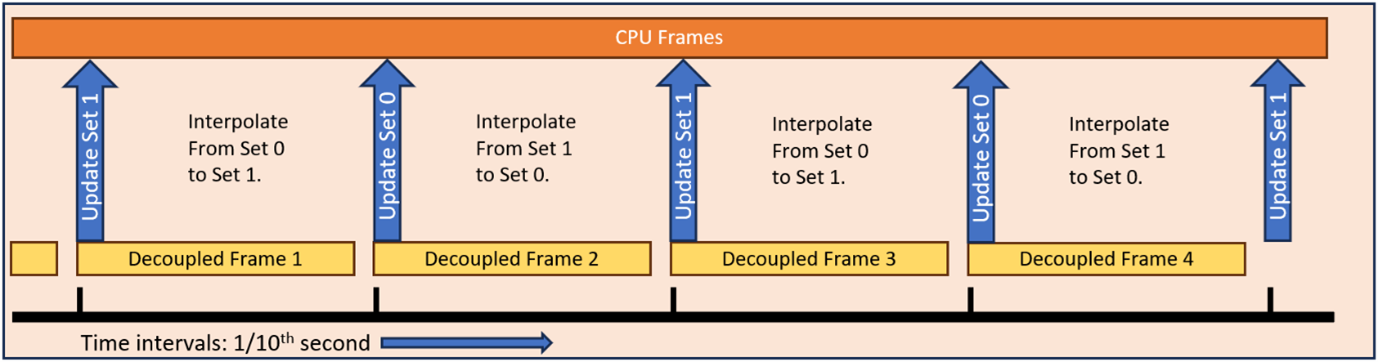 CPU Frames
Update Set 1
Interpolate
From Set 0
to Set 1.
Update Set 0
Interpolate
From Set 1
to Set 0.
Update Set 1
Interpolate
From Set 0
to Set 1.
Update Set 0
Interpolate
From Set 1
to Set 0.
Update Set 1
Decoupled Frame 1
Decoupled Frame 2
Decoupled Frame 3
Decoupled Frame 4
Time intervals: 1/10th second